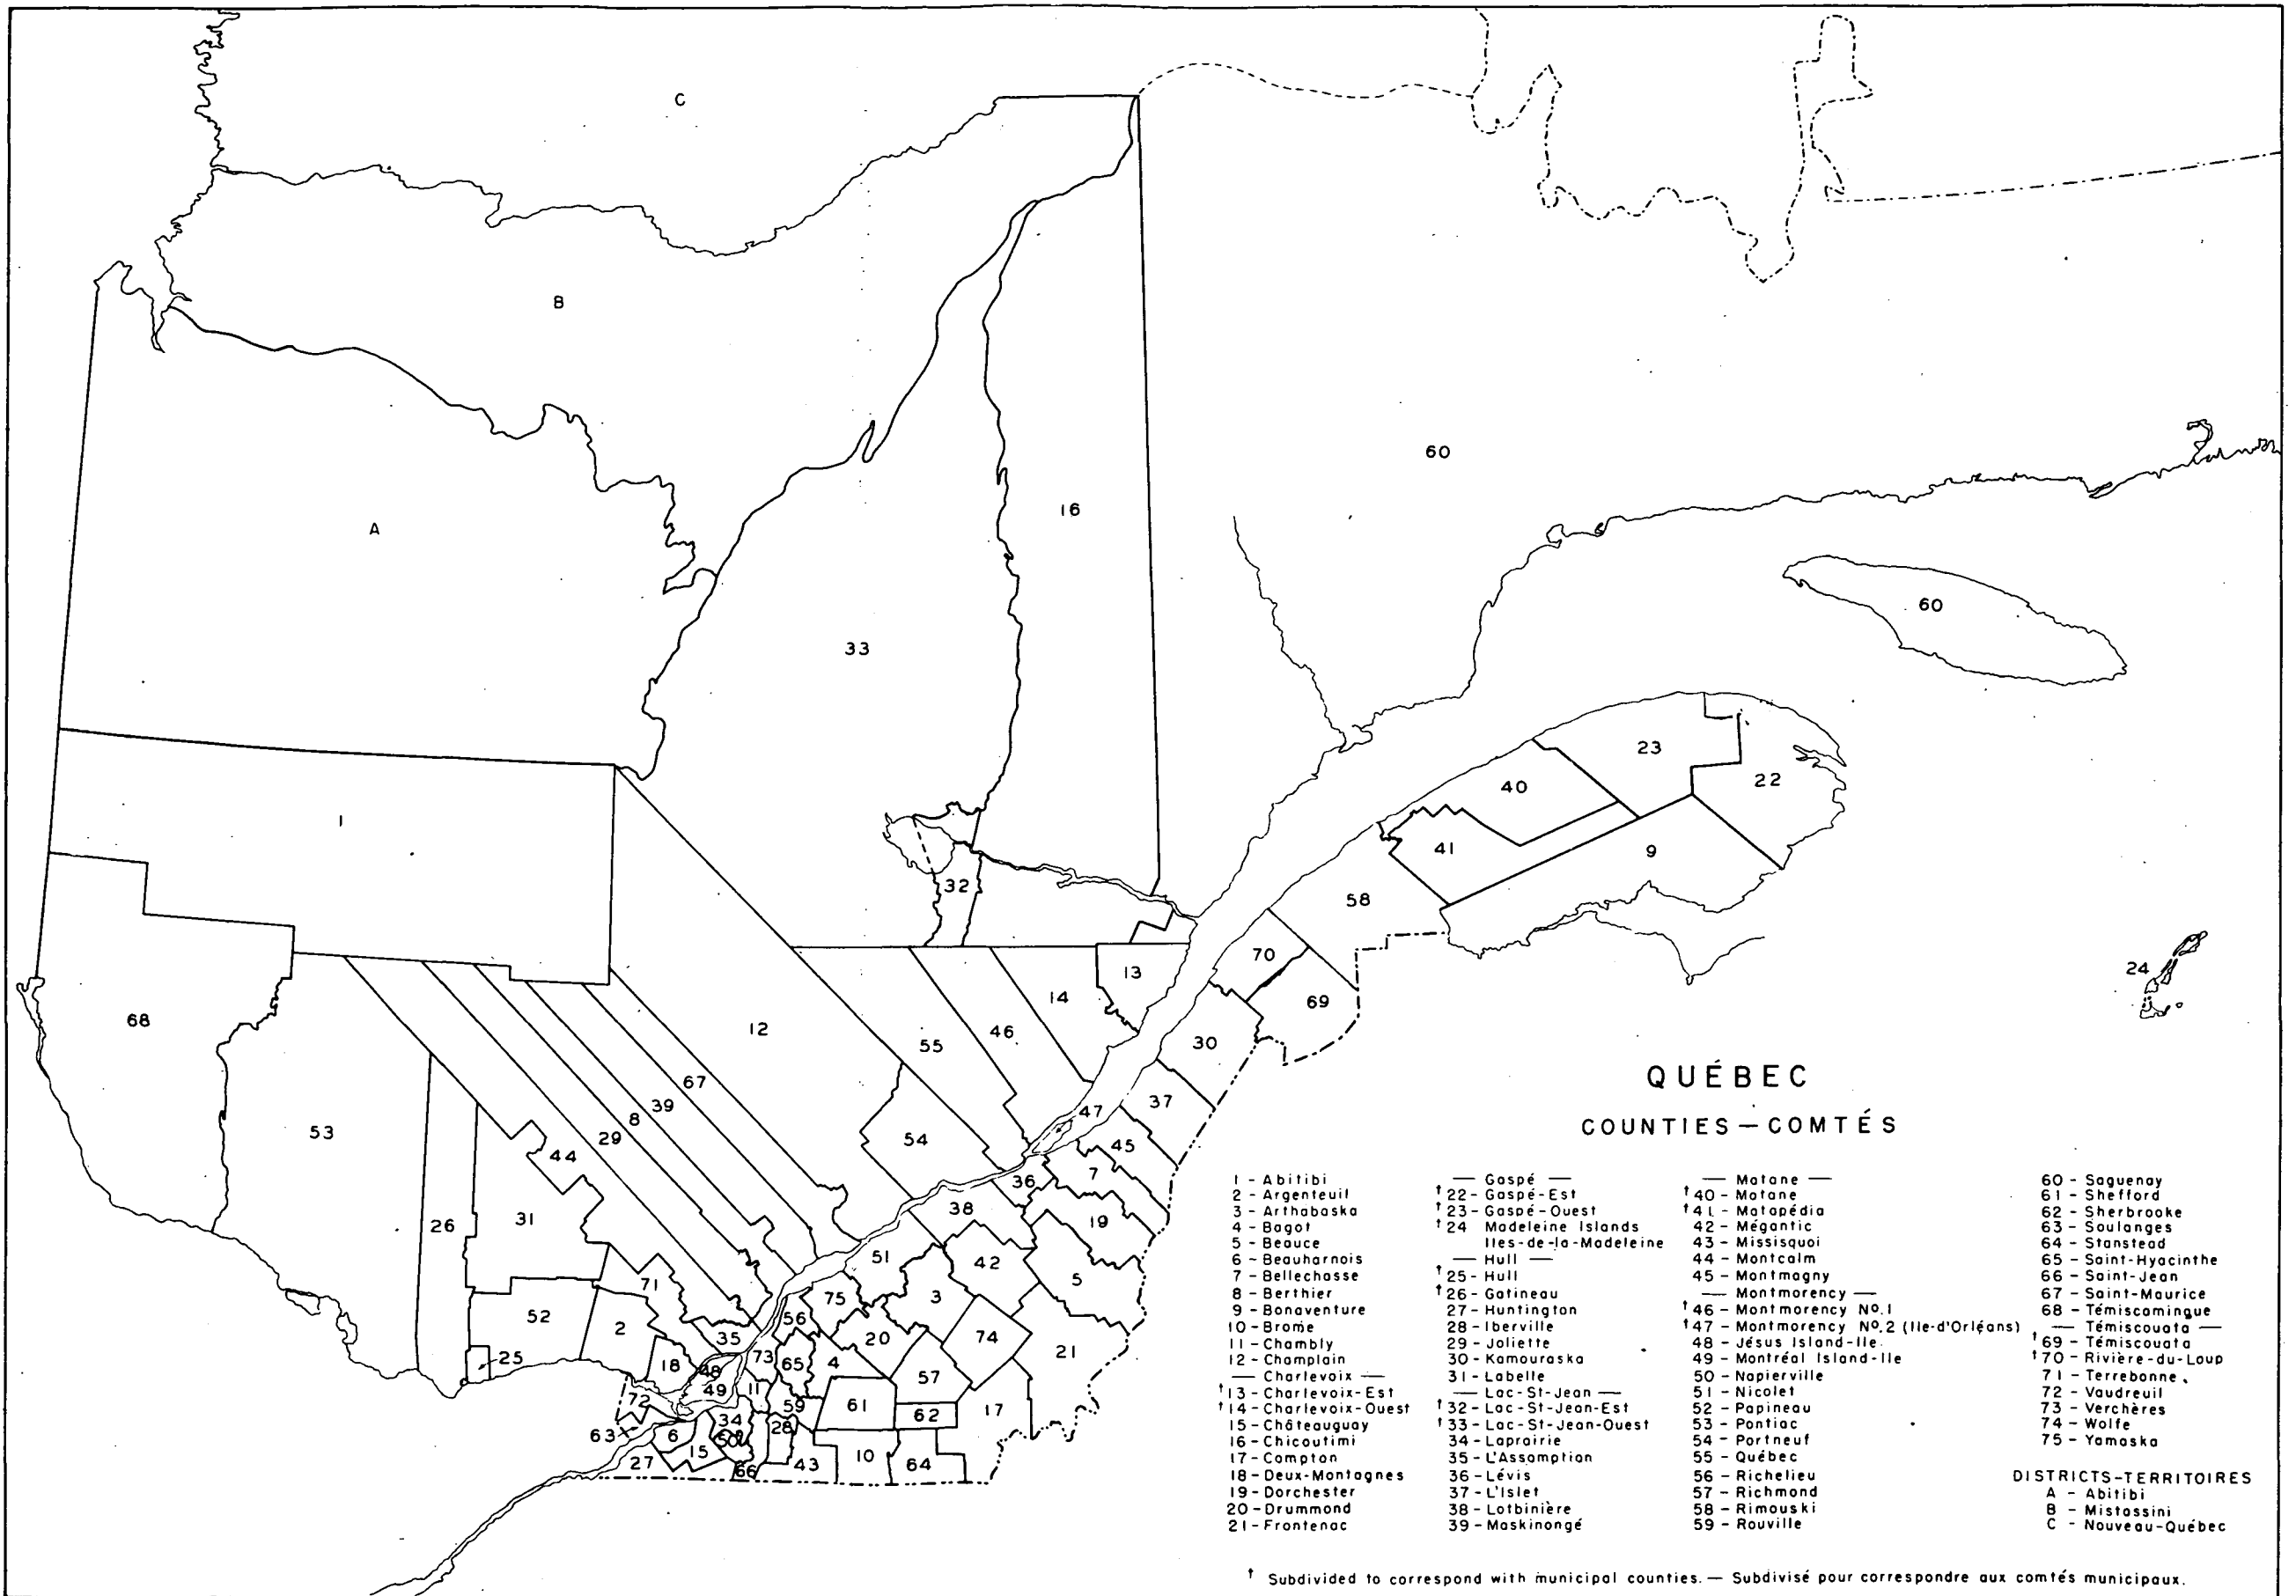 C
B
60
16
A
60
33
23
40
22
1
41
9
32
58
70
13
24
14
69
68
12
46
55
30
67
47
37
39
8
53
29
54
45
44
7
36
38
19
31
26
51
42
71
5
75
3
52
56
2
20
74
35
21
25
73
65
4
18
48
57
49
11
72
59
61
62
17
34
28
63
6
50
15
10
27
66
43
64
QUÉBEC
COUNTIES – COMTÉS
1 - Abitibi
2 - Argenteuil
3 - Arthabaska
4 - Bagot
5 - Beauce
6 - Beauharnois
7 - Bellechasse
8 - Berthier
9 - Bonaventure
10 - Brome
11 - Chambly
12 - Champlain
— Charlevoix —
†13 - Charlevoix-Est
†14 - Charlevoix-Ouest
15 - Châteauguay
16 - Chicoutimi
17 - Compton
18 - Deux-Montagnes
19 - Dorchester
20 - Drummond
21 - Frontenac
— Gaspé —
†22 - Gaspé-Est
†23 - Gaspé-Ouest
†24 Madeleine Islands
Iles-de-la-Madeleine
— Hull —
†25 - Hull
†26 - Gatineau
27 - Huntington
28 - Iberville
29 - Joliette
30 - Kamouraska
31 - Labelle
— Lac-St-Jean —
†32 - Lac-St-Jean-Est
†33 - Lac-St-Jean-Ouest
34 - Laprairie
35 - L'Assomption
36 - Lévis
37 - L'Islet
38 - Lotbinière
39 - Maskinongé
— Matane —
†40 - Matane
†41 - Matapédia
42 - Mégantic
43 - Missisquoi
44 - Montcalm
45 - Montmagny
— Montmorency —
†46 - Montmorency Nº.1
†47 - Montmorency Nº.2 (Ile-d'Orléans)
48 - Jésus Island-Ile
49 - Montréal Island-Ile
50 - Napierville
51 - Nicolet
52 - Papineau
53 - Pontiac
54 - Portneuf
55 - Québec
56 - Richelieu
57 - Richmond
58 - Rimouski
59 - Rouville
60 - Saguenay
61 - Shefford
62 - Sherbrooke
63 - Soulanges
64 - Stanstead
65 - Saint-Hyacinthe
66 - Saint-Jean
67 - Saint-Maurice
68 - Témiscamingue
— Témiscouata —
†69 - Témiscouata
†70 - Rivière-du-Loup
71 - Terrebonne
72 - Vaudreuil
73 - Verchères
74 - Wolfe
75 - Yamaska
DISTRICTS-TERRITOIRES
A - Abitibi
B - Mistassini
C - Nouveau-Québec
† Subdivided to correspond with municipal counties. — Subdivisé pour correspondre aux comtés municipaux.